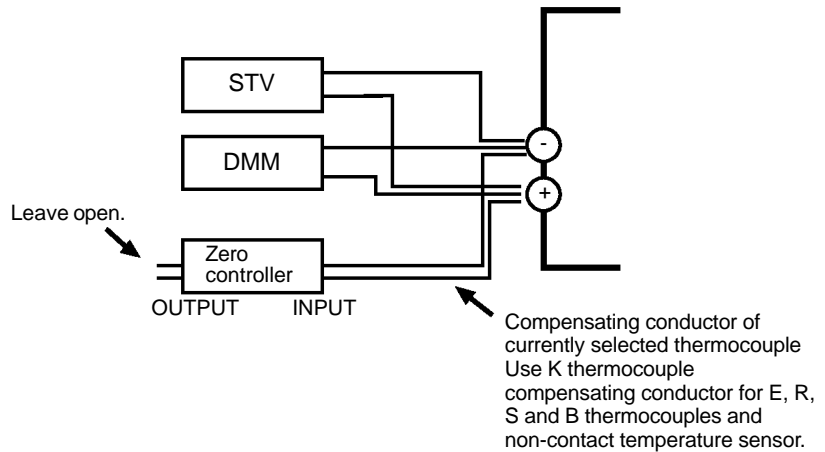 STV
-
DMM
+
Leave open.
Zero
controller
OUTPUT
INPUT
Compensating conductor of
currently selected thermocouple
Use K thermocouple
compensating conductor for E, R,
S and B thermocouples and
non-contact temperature sensor.